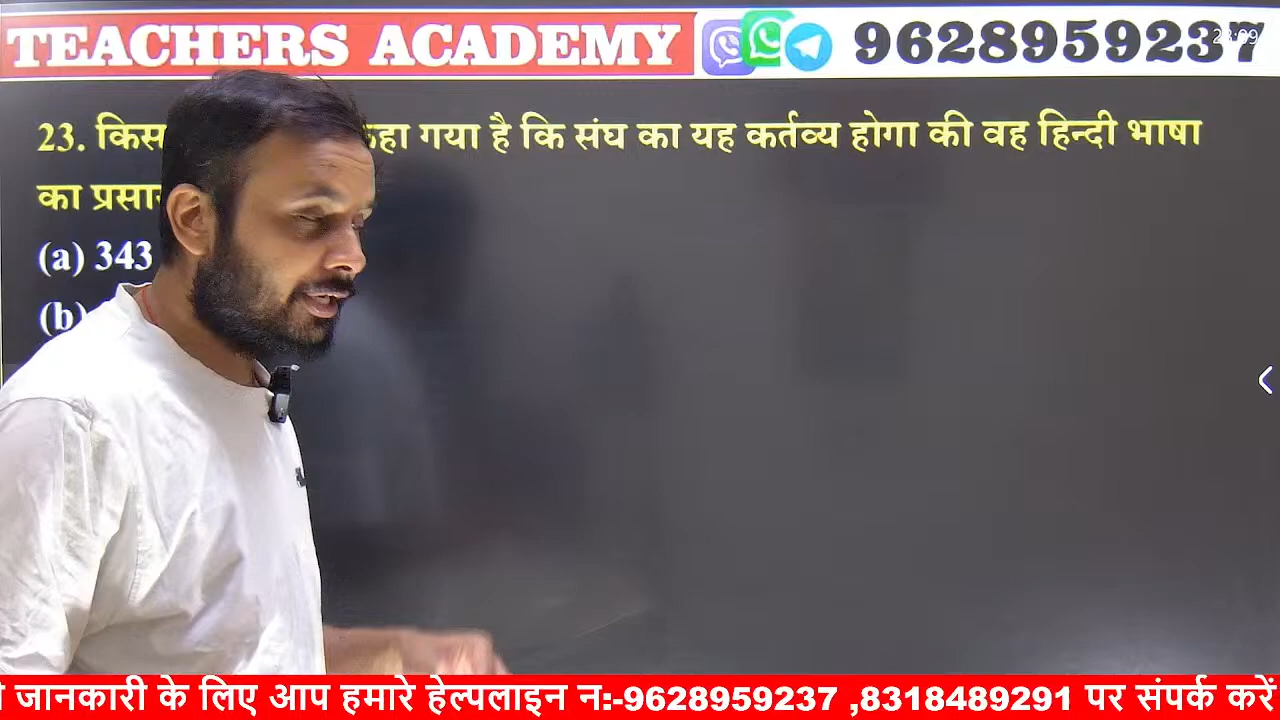 TEACHERS ACADEMY 9628959237
23. किस कहा गया है कि संघ का यह कर्तव्य होगा की वह हिन्दी भाषा
का प्रसार
(a) 343
(b)
जानकारी के लिए आप हमारे हेल्पलाइन न:-9628959237 ,8318489291 पर संपर्क करें